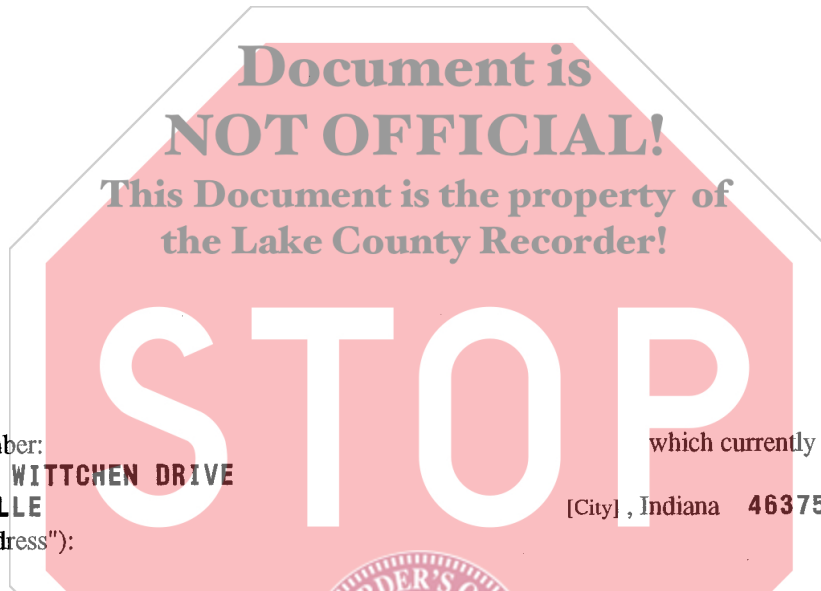 Document is
NOT OFFICIAL!
This Document is the property of
the Lake County Recorder!
STOP
which currently
WITTCHEN DRIVE
[City] , Indiana 46375